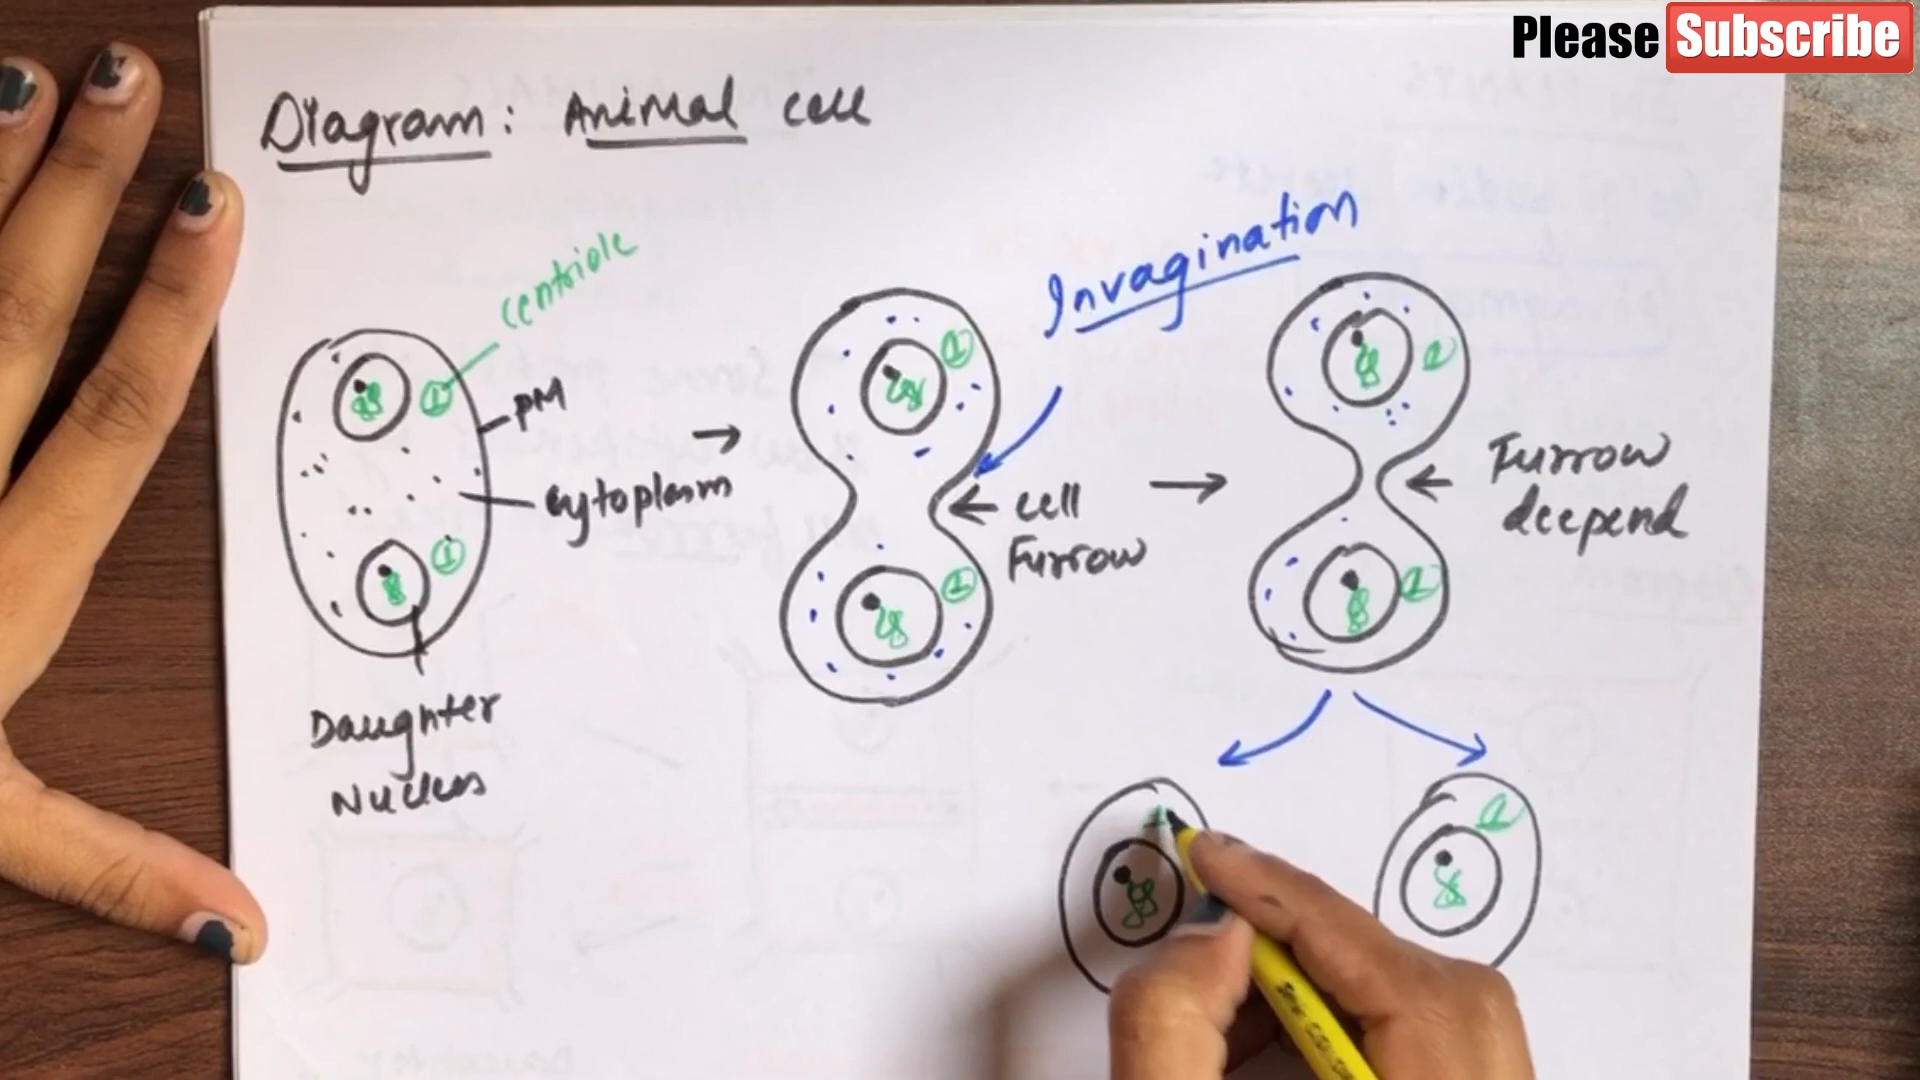 Please Subscribe
Diagram: Animal cell
centriole
Invagination
PM
cytoplasm
cell
Furrow
Furrow
deepend
Daughter
Nucleus